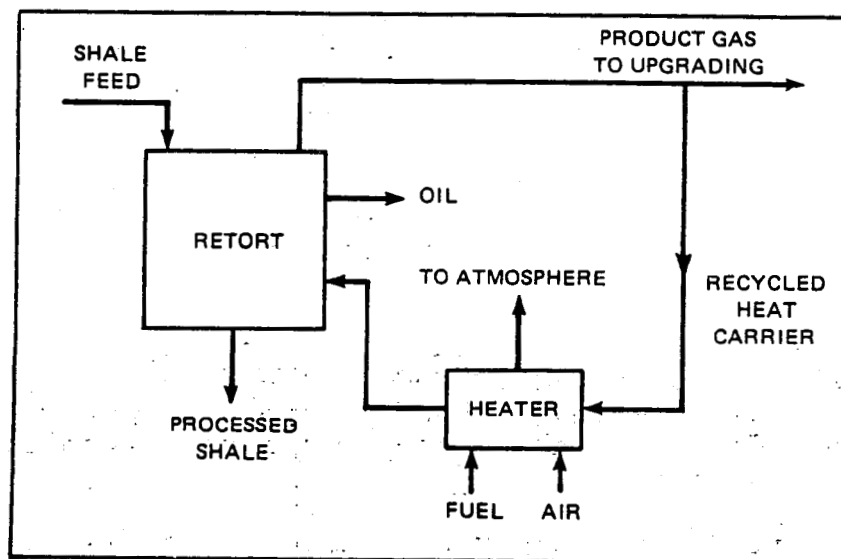 SHALE
FEED
PRODUCT GAS
TO UPGRADING
RETORT
OIL
TO ATMOSPHERE
RECYCLED
HEAT
CARRIER
HEATER
PROCESSED
SHALE
FUEL
AIR